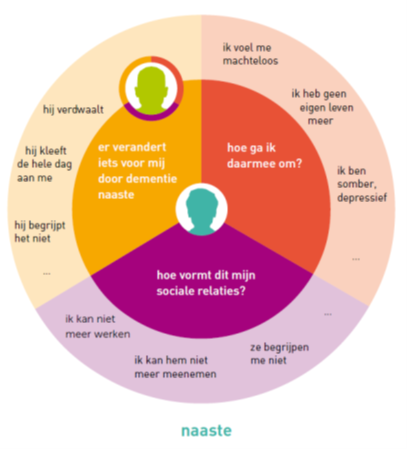 ik voel me
machteloos
ik heb geen
eigen leven
meer
ik ben
somber,
depressief
...
hij verdwaalt
hij kleeft
de hele dag
aan me
hij begrijpt
het niet
...
er verandert
iets voor mij
door dementie
naaste
hoe ga ik
daarmee om?
hoe vormt dit mijn
sociale relaties?
ik kan niet
meer werken
ik kan hem niet
meer meenemen
ze begrijpen
me niet
...
naaste